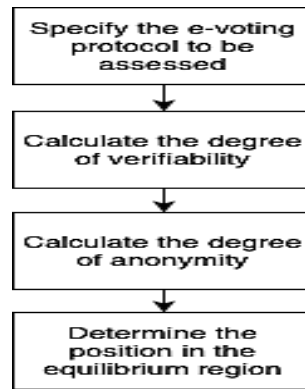 Specify the e-voting
protocol to be
assessed
Calculate the degree
of verifiability
Calculate the degree
of anonymity
Determine the
position in the
equilibrium region